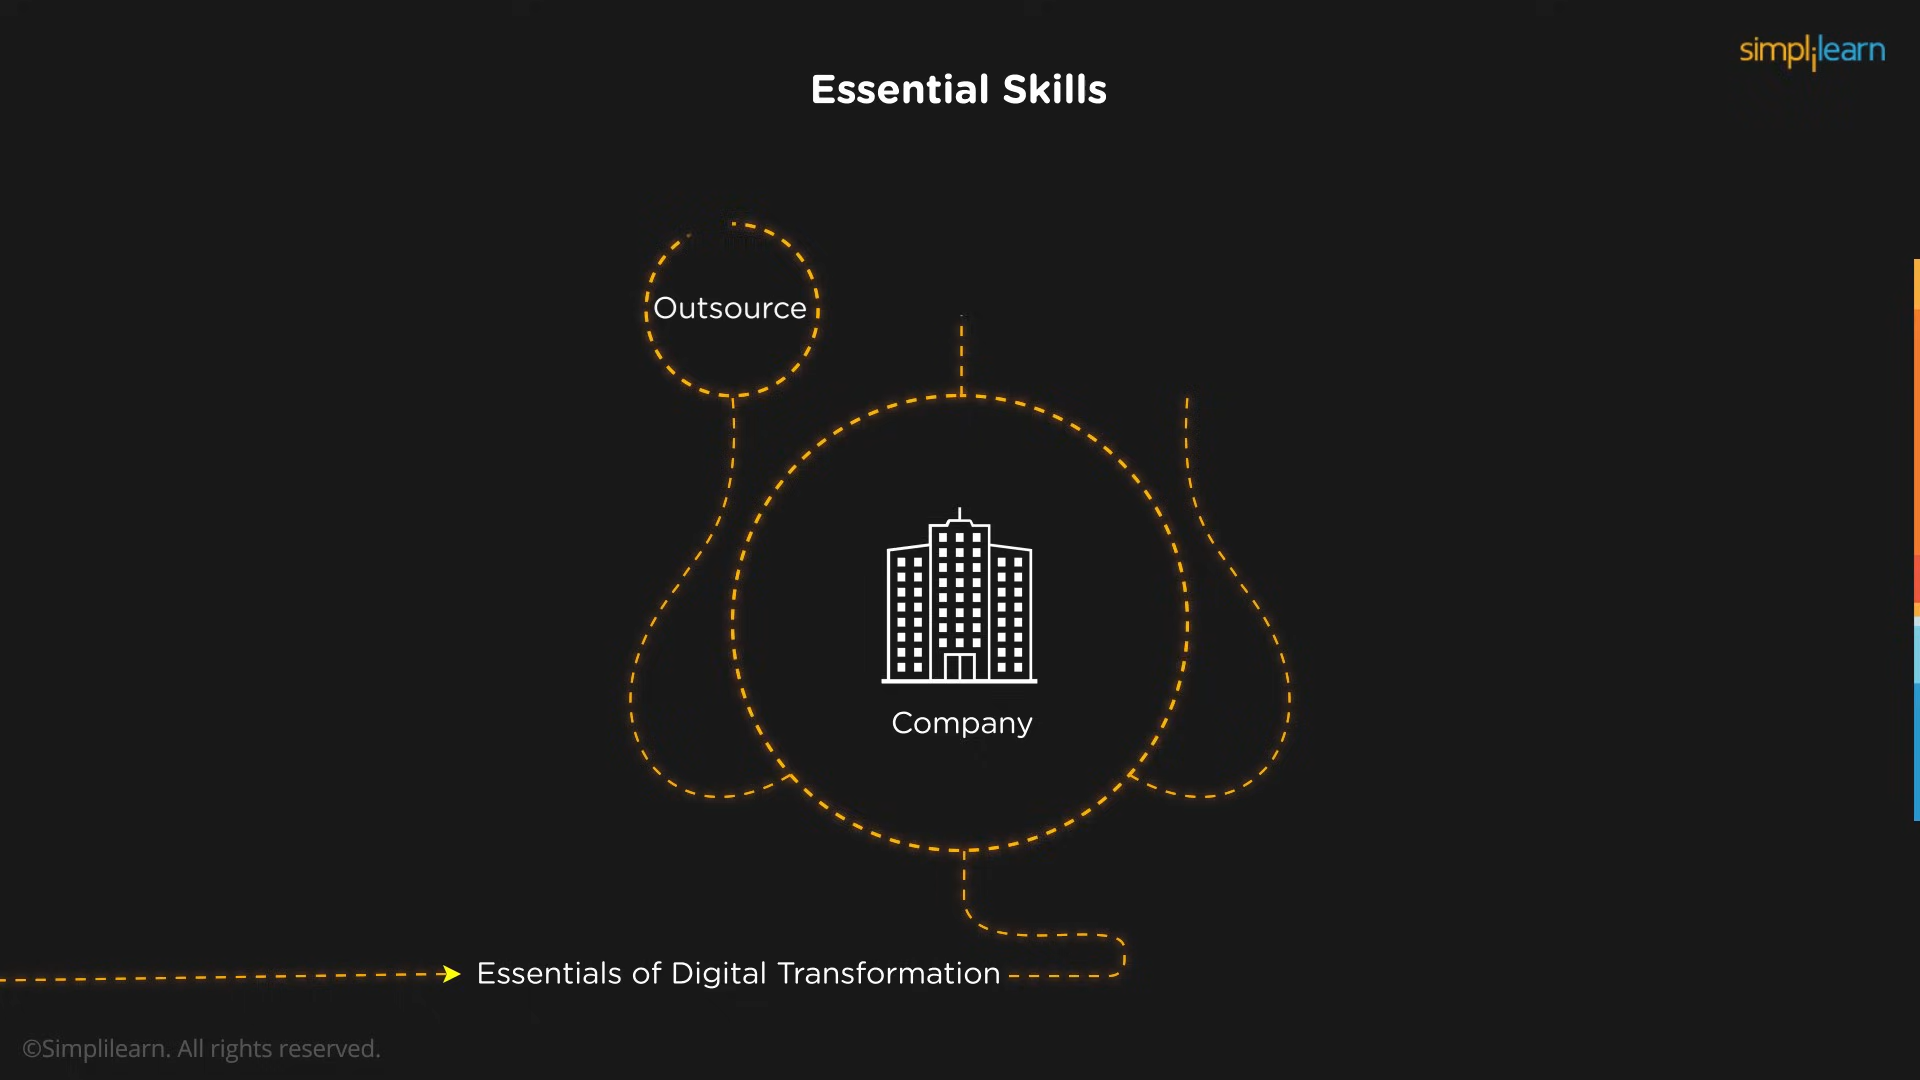 simplilearn
Essential Skills
Outsource
Company
Essentials of Digital Transformation
©Simplilearn. All rights reserved.